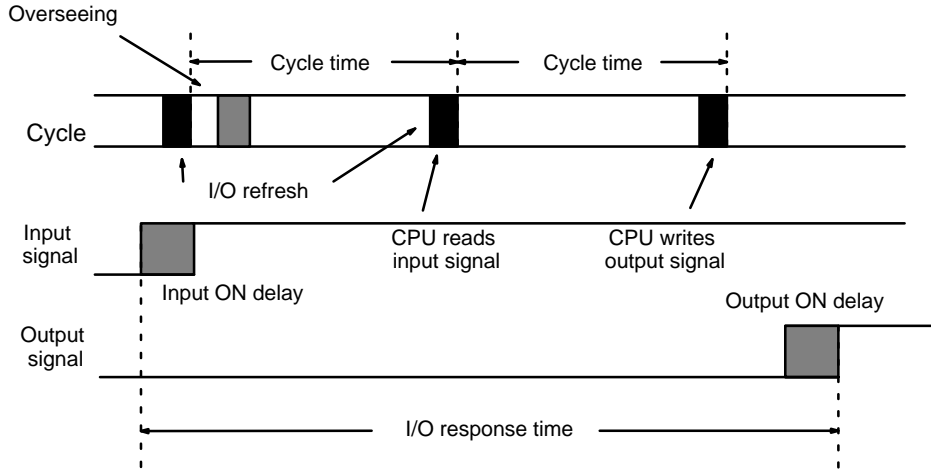 Overseeing
Cycle time
Cycle time
Cycle
I/O refresh
Input
signal
CPU reads
input signal
CPU writes
output signal
Input ON delay
Output ON delay
Output
signal
I/O response time